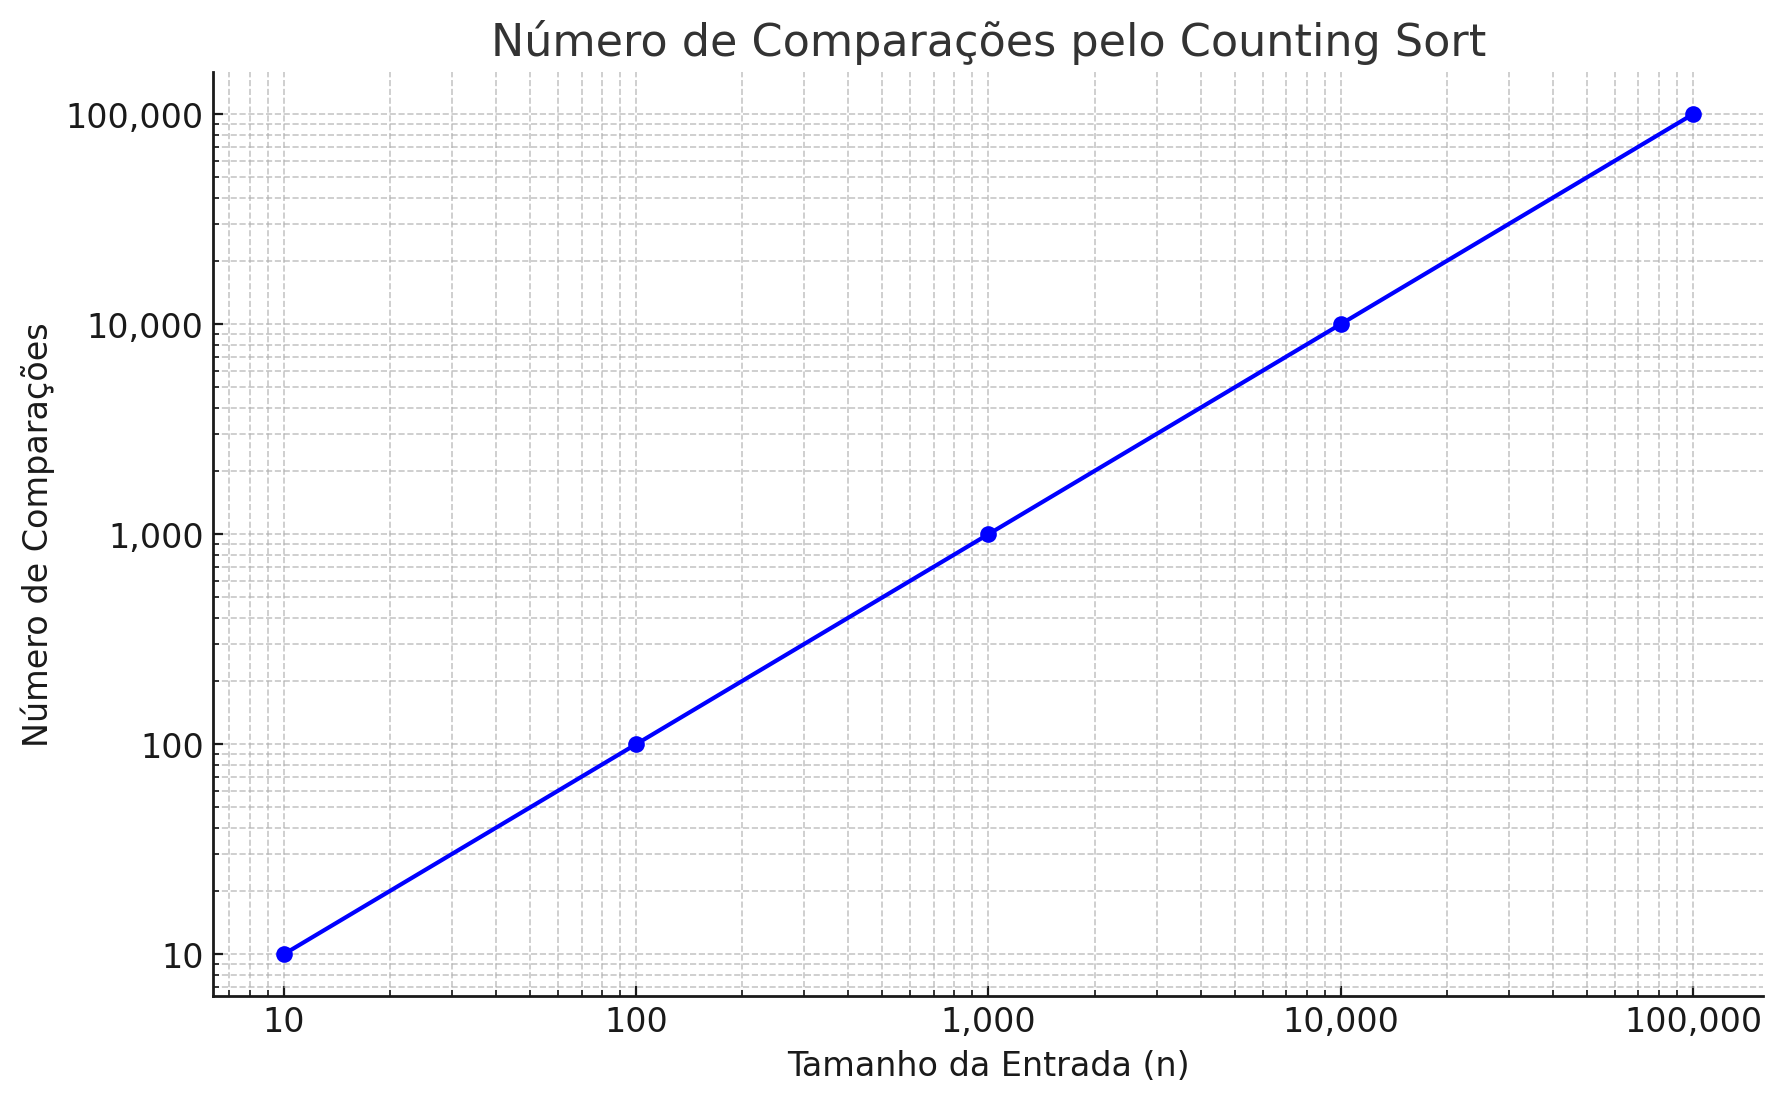 Número de Comparações pelo Counting Sort
Número de Comparações
100,000
10,000
1,000
100
10
10 100 1,000 10,000 100,000
Tamanho da Entrada (n)